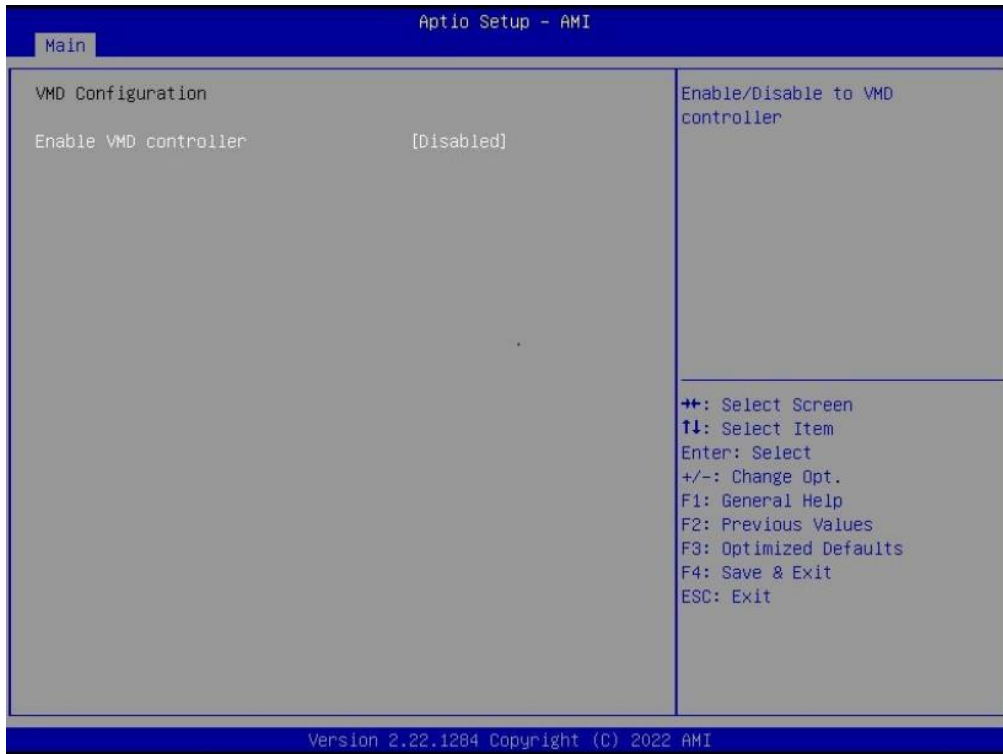 Aptio Setup – AMI
Main
VMD Configuration
Enable VMD controller [Disabled]
Enable/Disable to VMD
controller
→←: Select Screen
↑↓: Select Item
Enter: Select
+/-: Change Opt.
F1: General Help
F2: Previous Values
F3: Optimized Defaults
F4: Save & Exit
ESC: Exit
Version 2.22.1284 Copyright (C) 2022 AMI